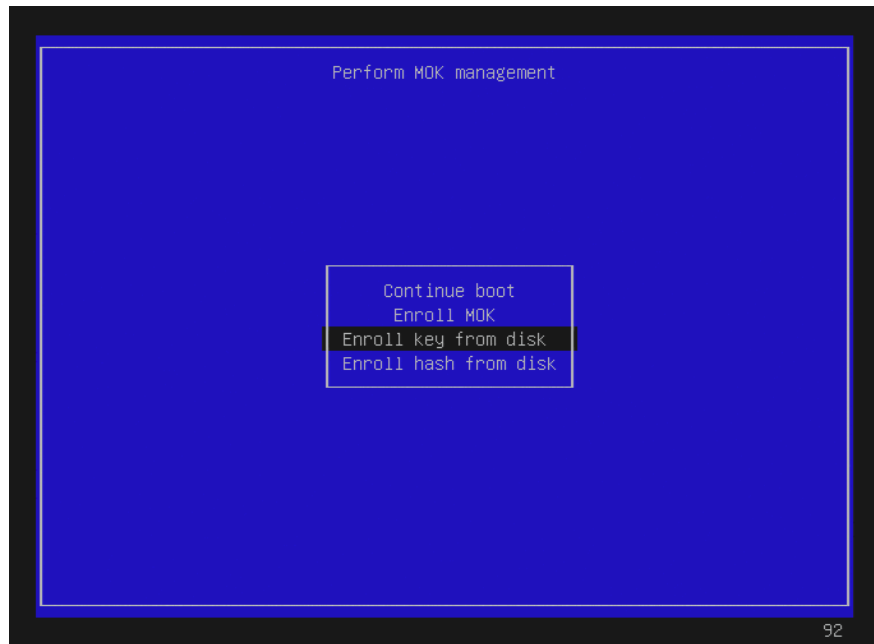 Perform MOK management
Continue boot
Enroll MOK
Enroll key from disk
Enroll hash from disk
92